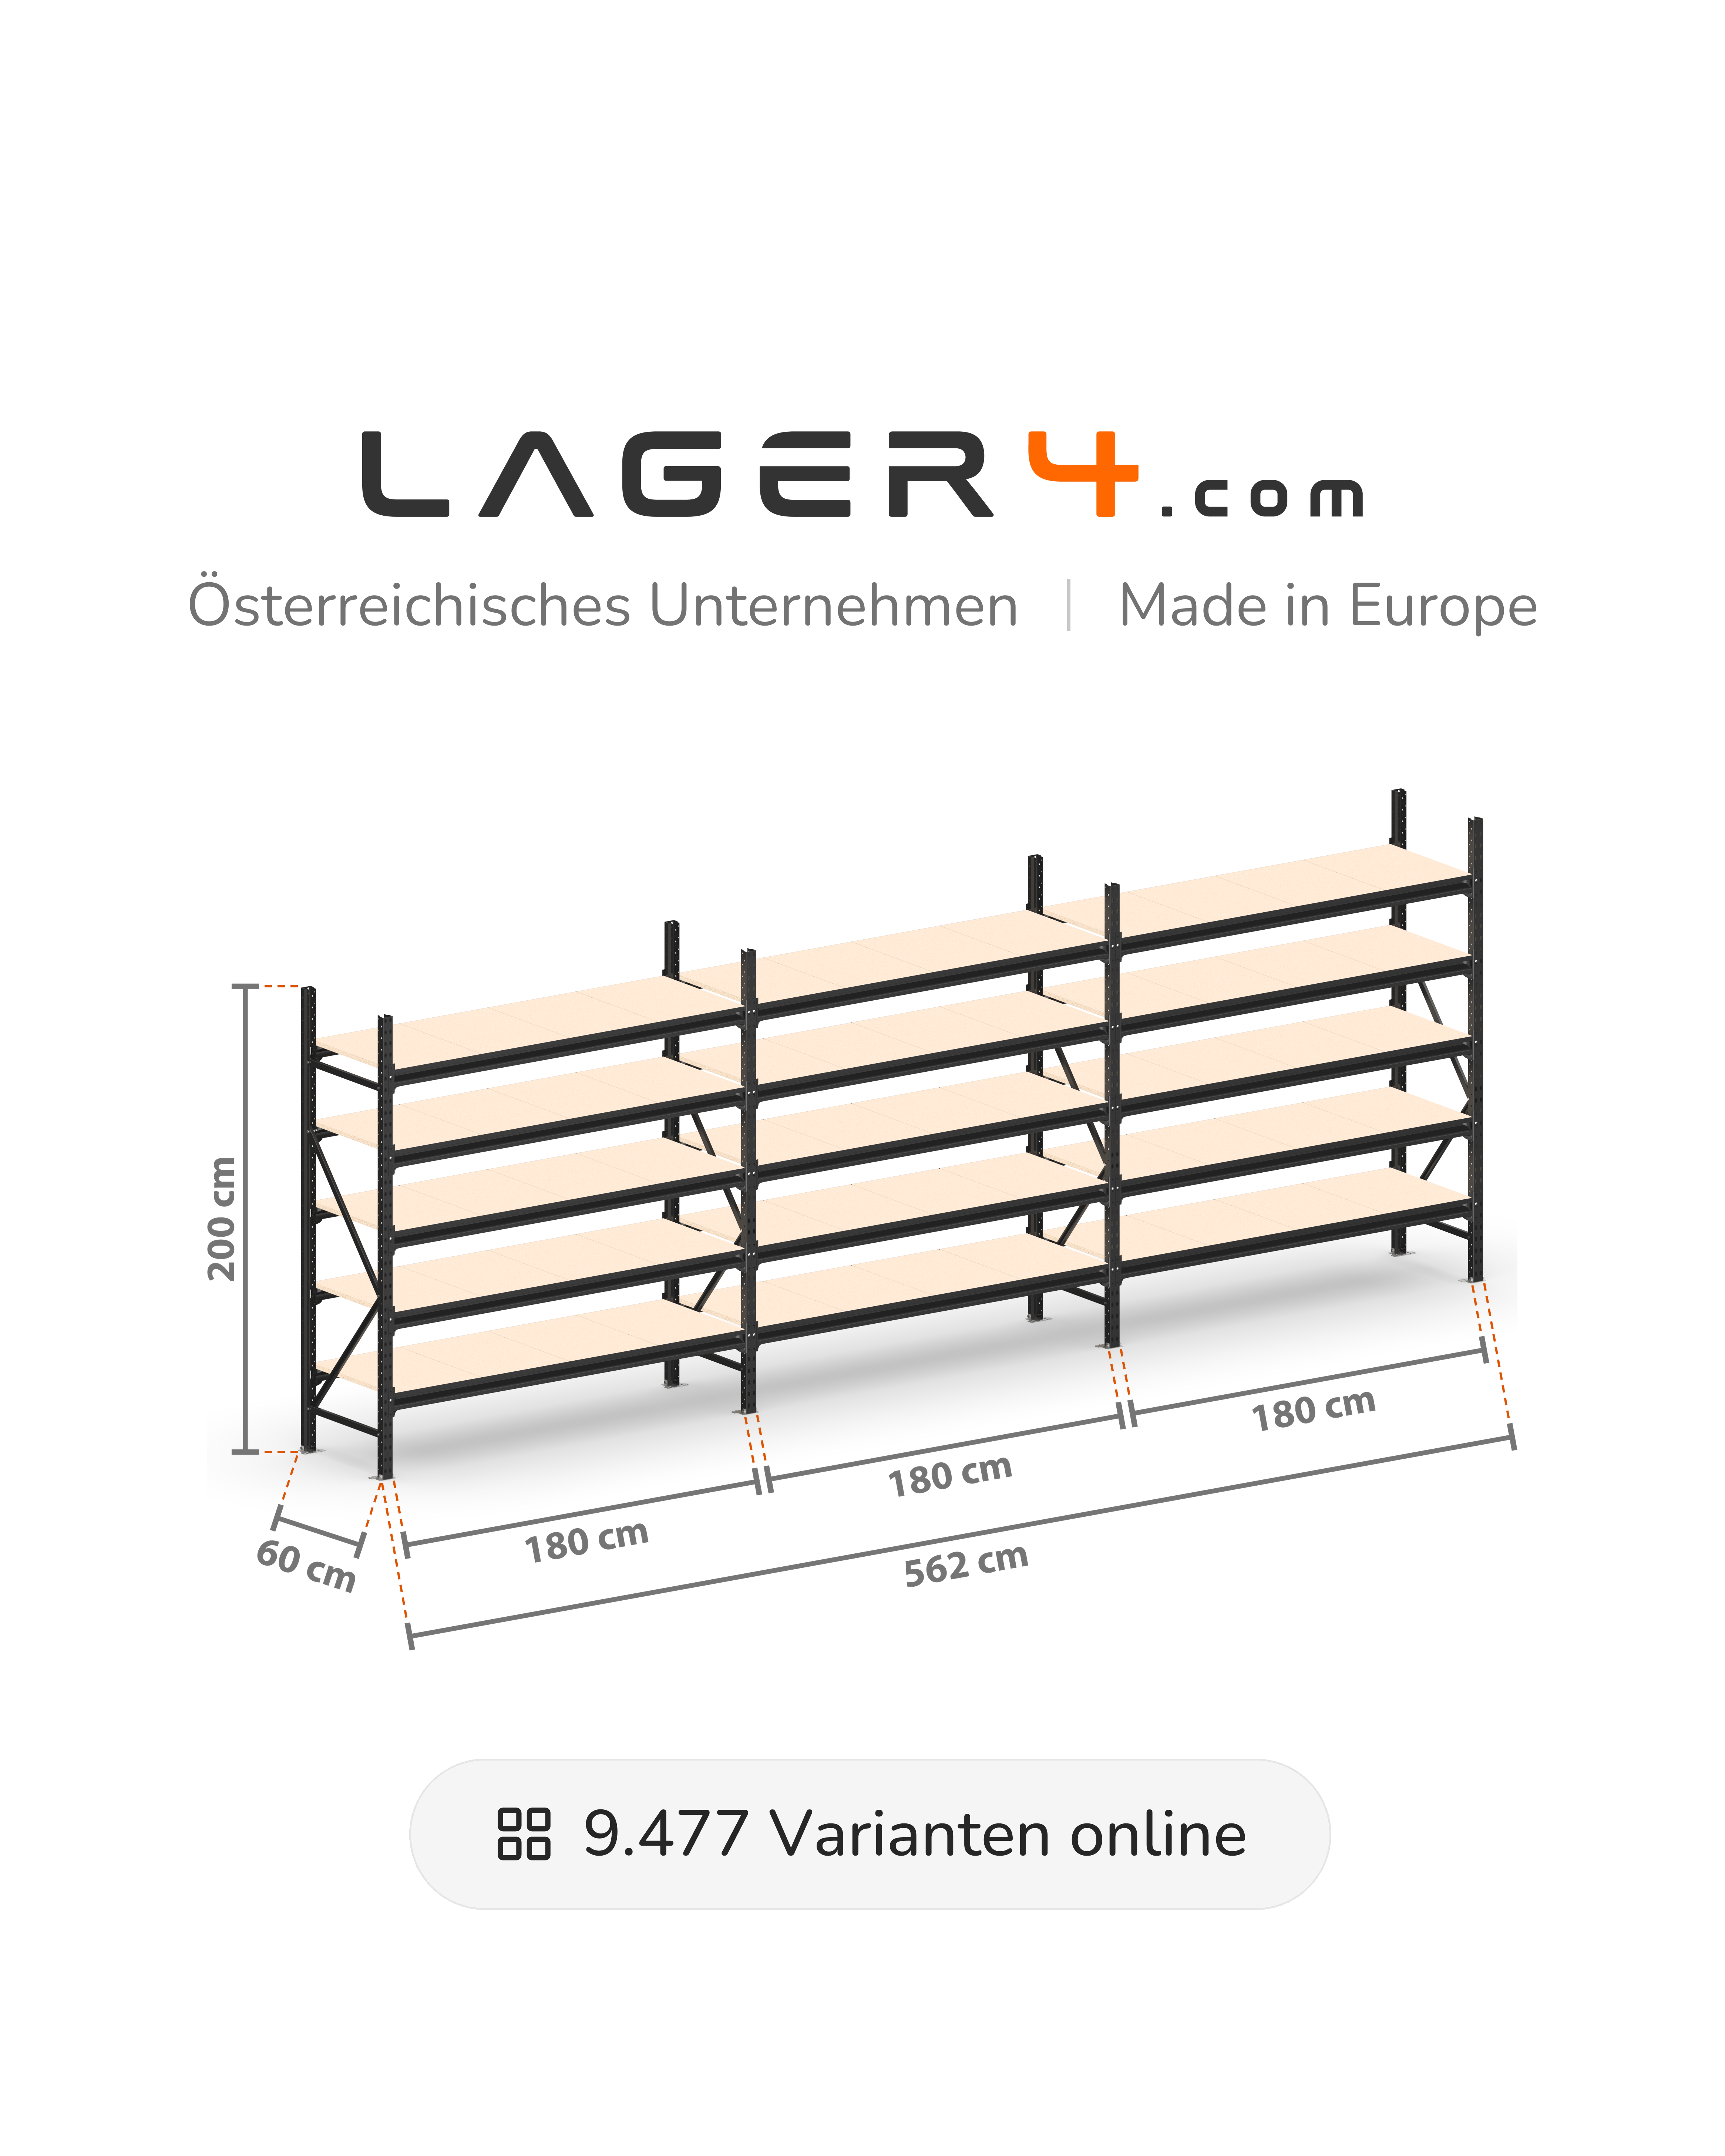 LAGER4.com
Österreichisches Unternehmen | Made in Europe
200 cm
60 cm
180 cm
180 cm
180 cm
562 cm
9.477 Varianten online